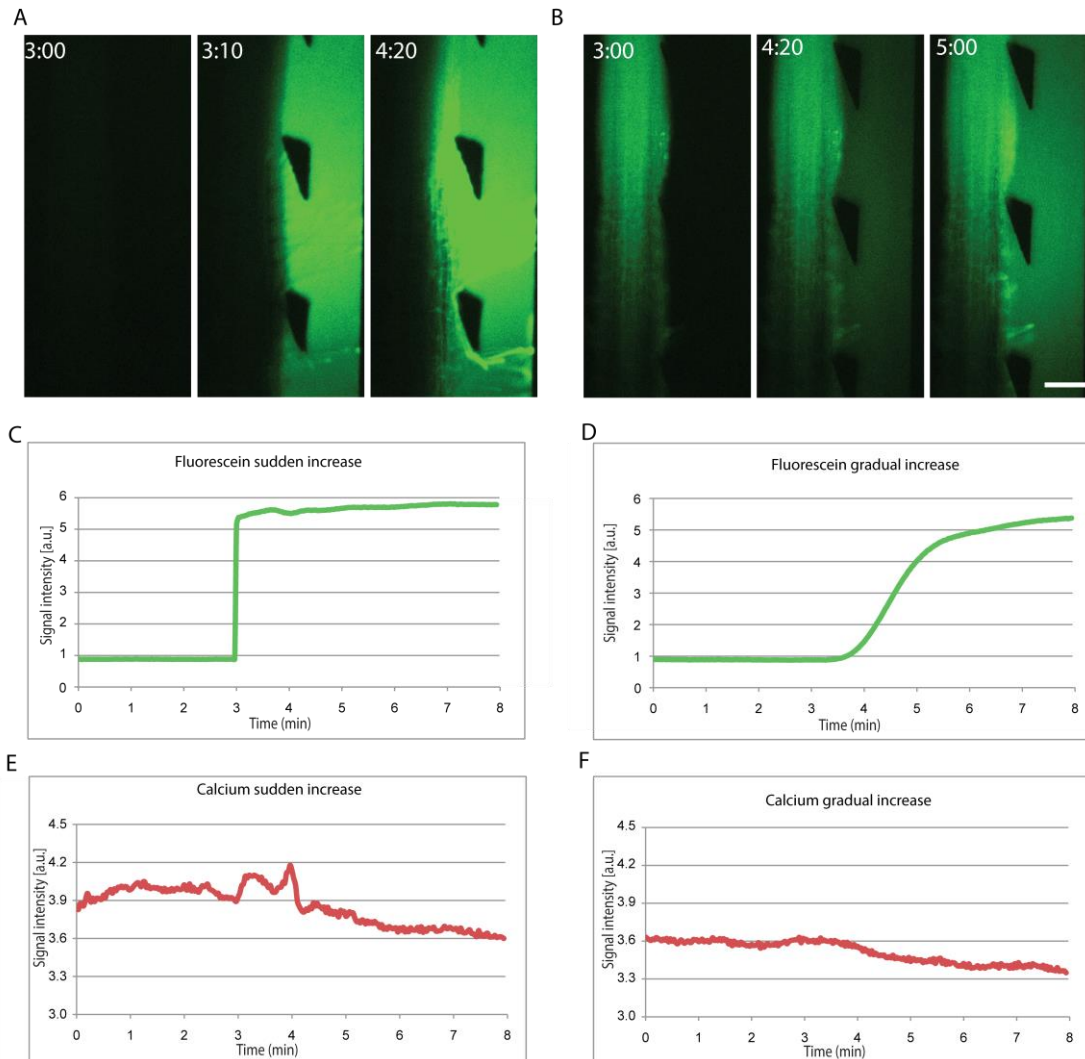 A
B
3:00
3:10
4:20
3:00
4:20
5:00
C
D
Fluorescein sudden increase
Signal intensity [a.u.]
6
5
4
3
2
1
0
0 1 2 3 4 5 6 7 8
Time (min)
Fluorescein gradual increase
Signal intensity [a.u.]
6
5
4
3
2
1
0
0 1 2 3 4 5 6 7 8
Time (min)
E
F
Calcium sudden increase
Signal intensity [a.u.]
4.5
4.2
3.9
3.6
3.3
3.0
0 1 2 3 4 5 6 7 8
Time (min)
Calcium gradual increase
Signal intensity [a.u.]
4.5
4.2
3.9
3.6
3.3
3.0
0 1 2 3 4 5 6 7 8
Time (min)